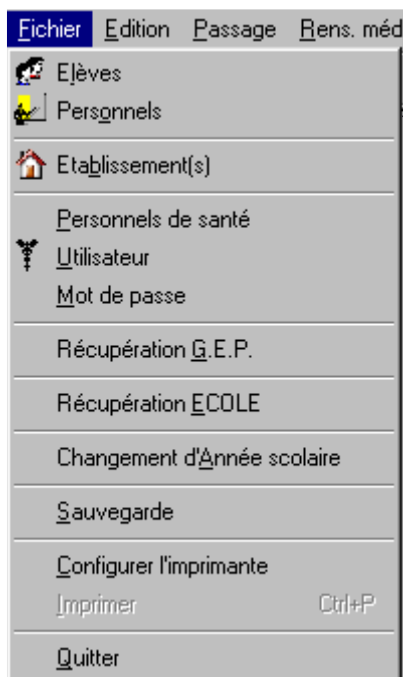 Fichier Edition Passage Rens. méd
Elèves
Personnels
Etablissement(s)
Personnels de santé
Utilisateur
Mot de passe
Récupération G.E.P.
Récupération ECOLE
Changement d'Année scolaire
Sauvegarde
Configurer l'imprimante
Imprimer Ctrl+P
Quitter